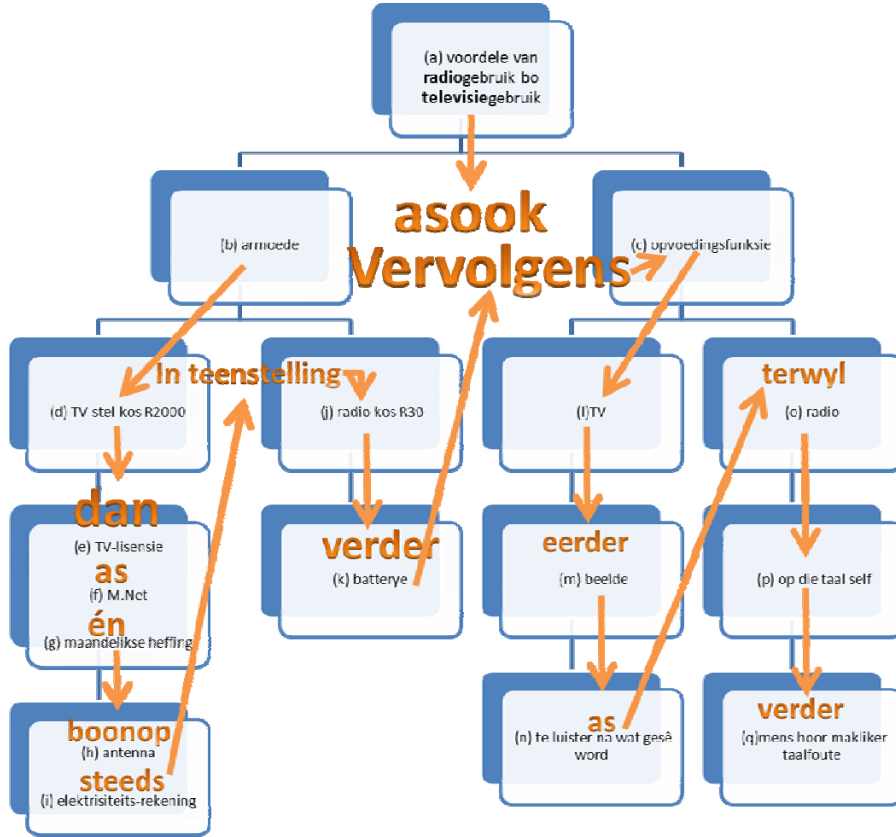 (a) voordele van
radiogebruik bo
televisiegebruik
asook
Vervolgens
(b) armoede
(c) opvoedingsfunksie
In teenstelling
(d) TV stel kos R2000
(j) radio kos R30
(l)TV
terwyl
(o) radio
dan
(e) TV-lisensie
as
(f) M.Net
én
(g) maandelikse heffing
verder
(k) batterye
eerder
(m) beelde
(p) op die taal self
boonop
(h) antenna
steeds
(i) elektrisiteits-rekening
as
(n) te luister na wat gesê
word
verder
(q)mens hoor makliker
taalfoute